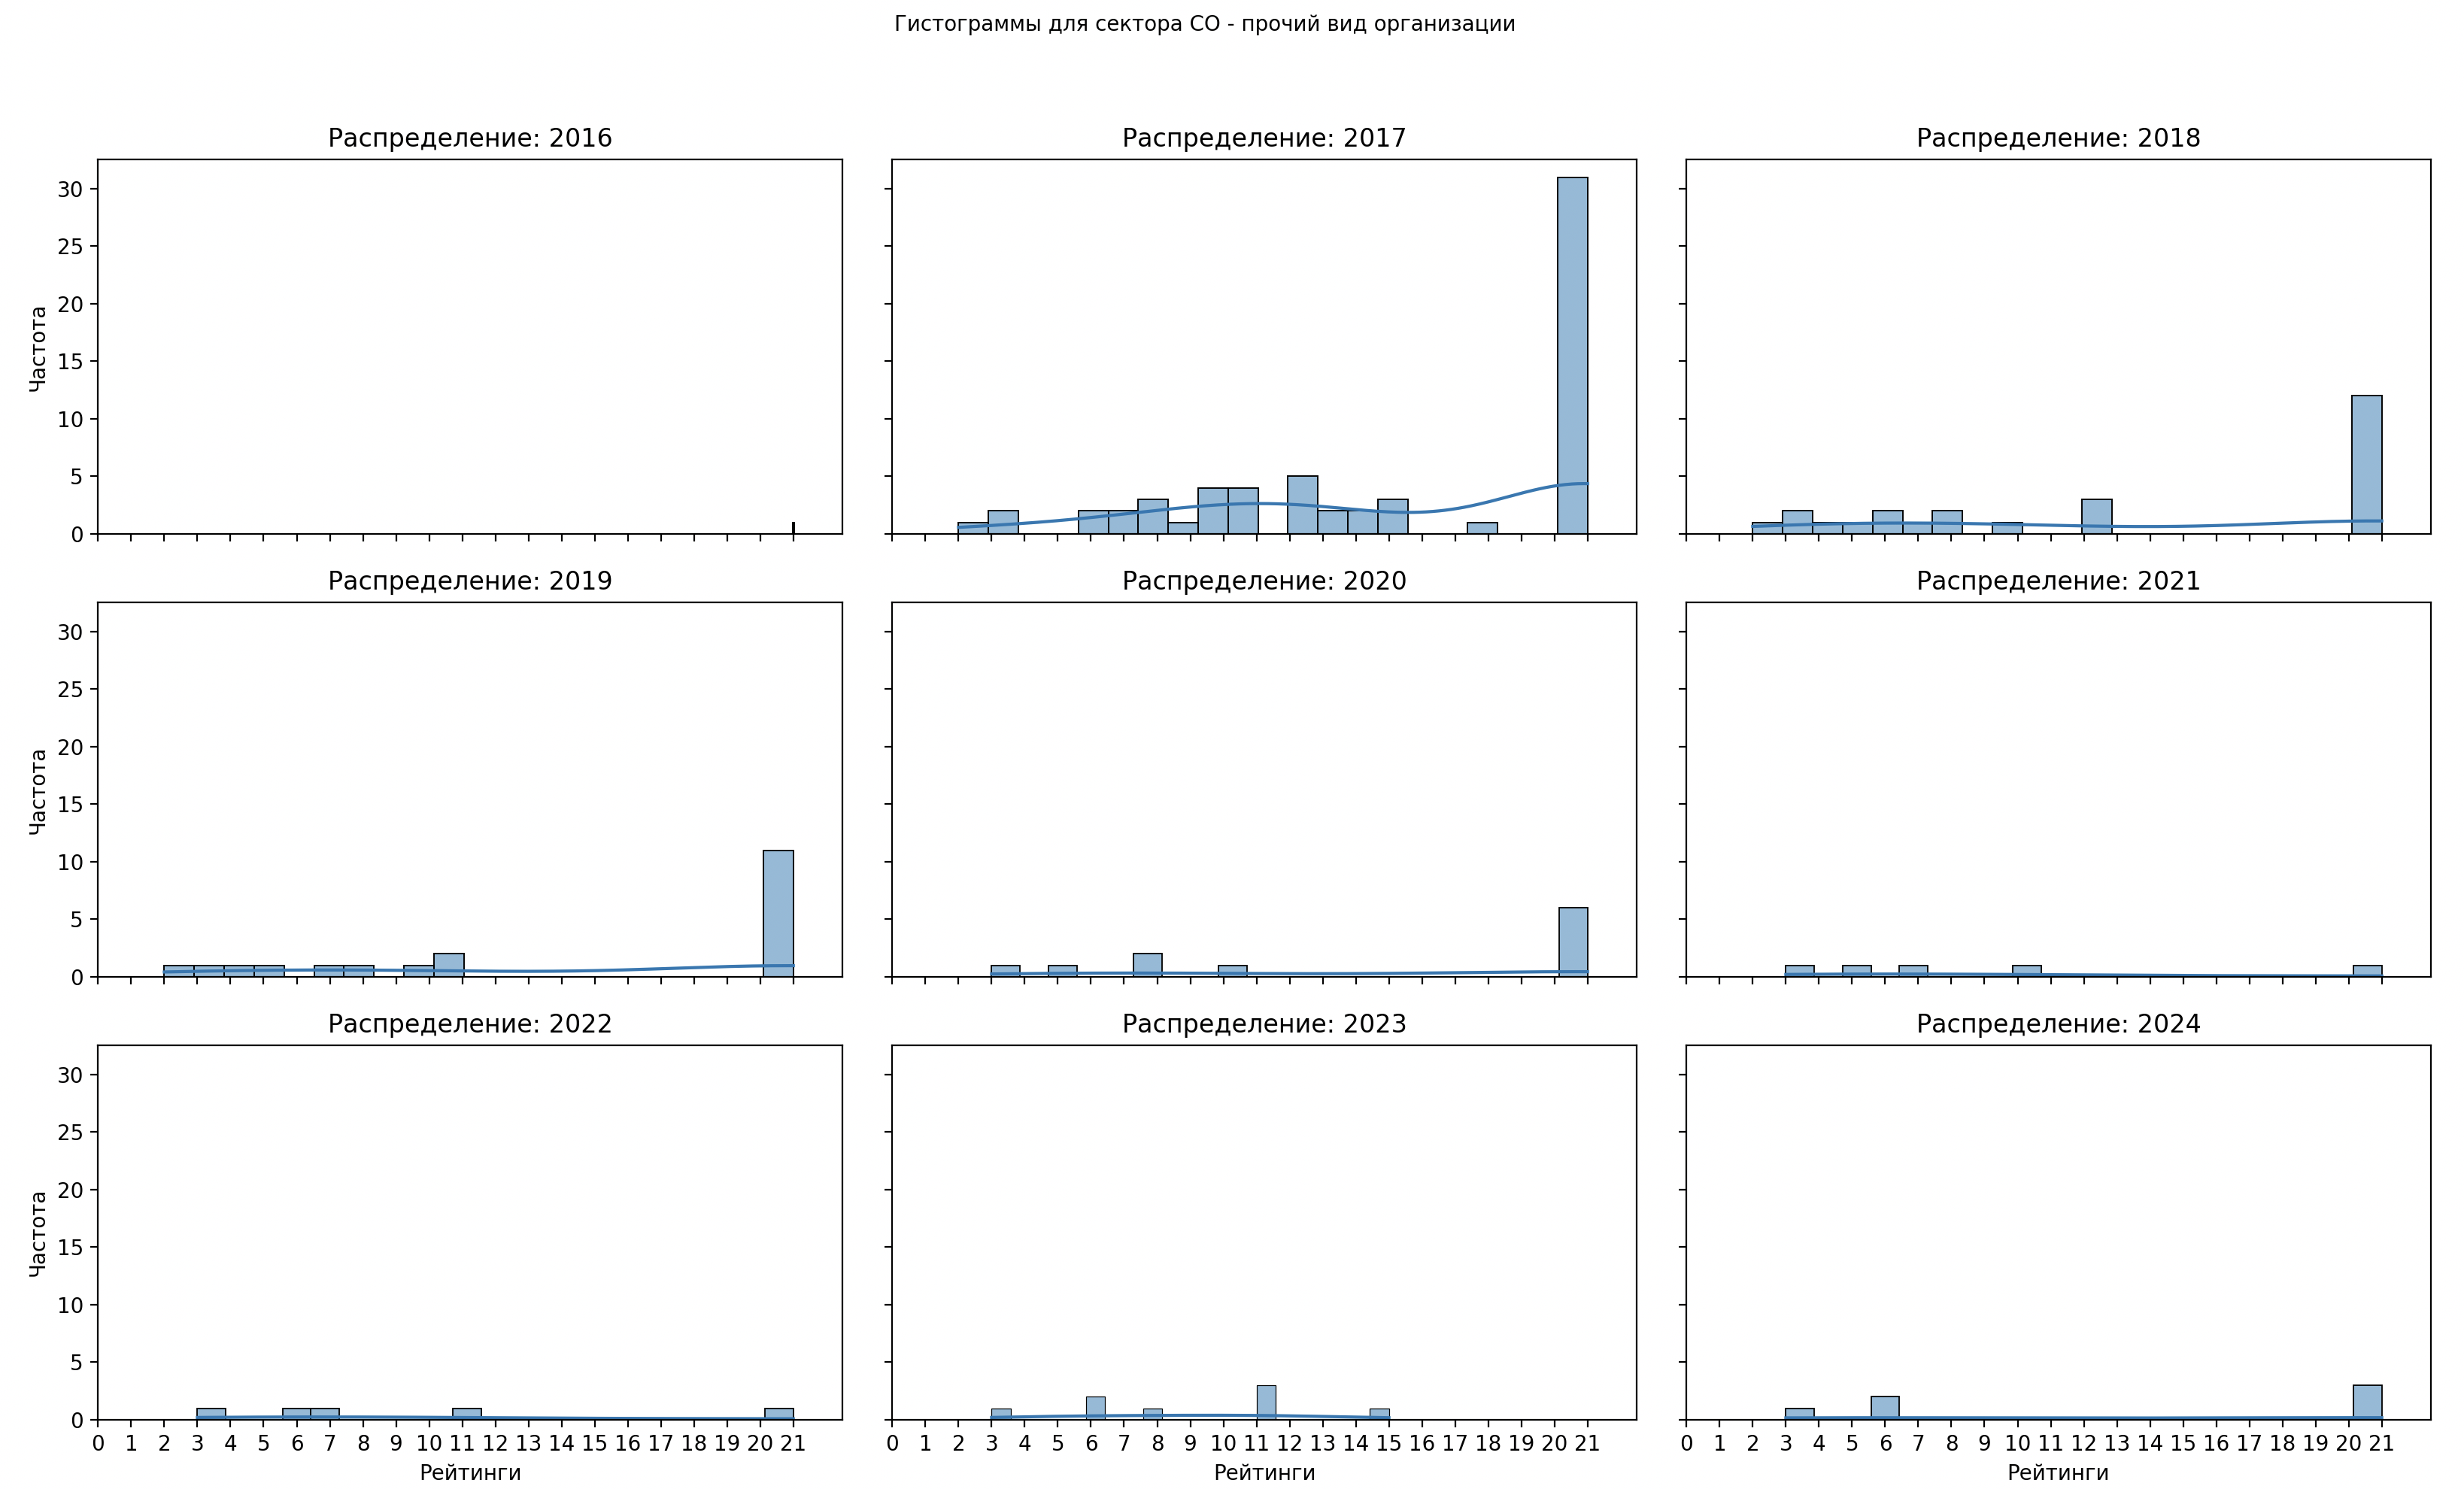 Гистограммы для сектора СО - прочий вид организации
Распределение: 2016
Распределение: 2017
Распределение: 2018
30
25
20
15
10
5
0
Частота
Распределение: 2019
Распределение: 2020
Распределение: 2021
30
25
20
15
10
5
0
Частота
Распределение: 2022
Распределение: 2023
Распределение: 2024
30
25
20
15
10
5
0
Частота
0 1 2 3 4 5 6 7 8 9 10 11 12 13 14 15 16 17 18 19 20 21
0 1 2 3 4 5 6 7 8 9 10 11 12 13 14 15 16 17 18 19 20 21
0 1 2 3 4 5 6 7 8 9 10 11 12 13 14 15 16 17 18 19 20 21
Рейтинги
Рейтинги
Рейтинги